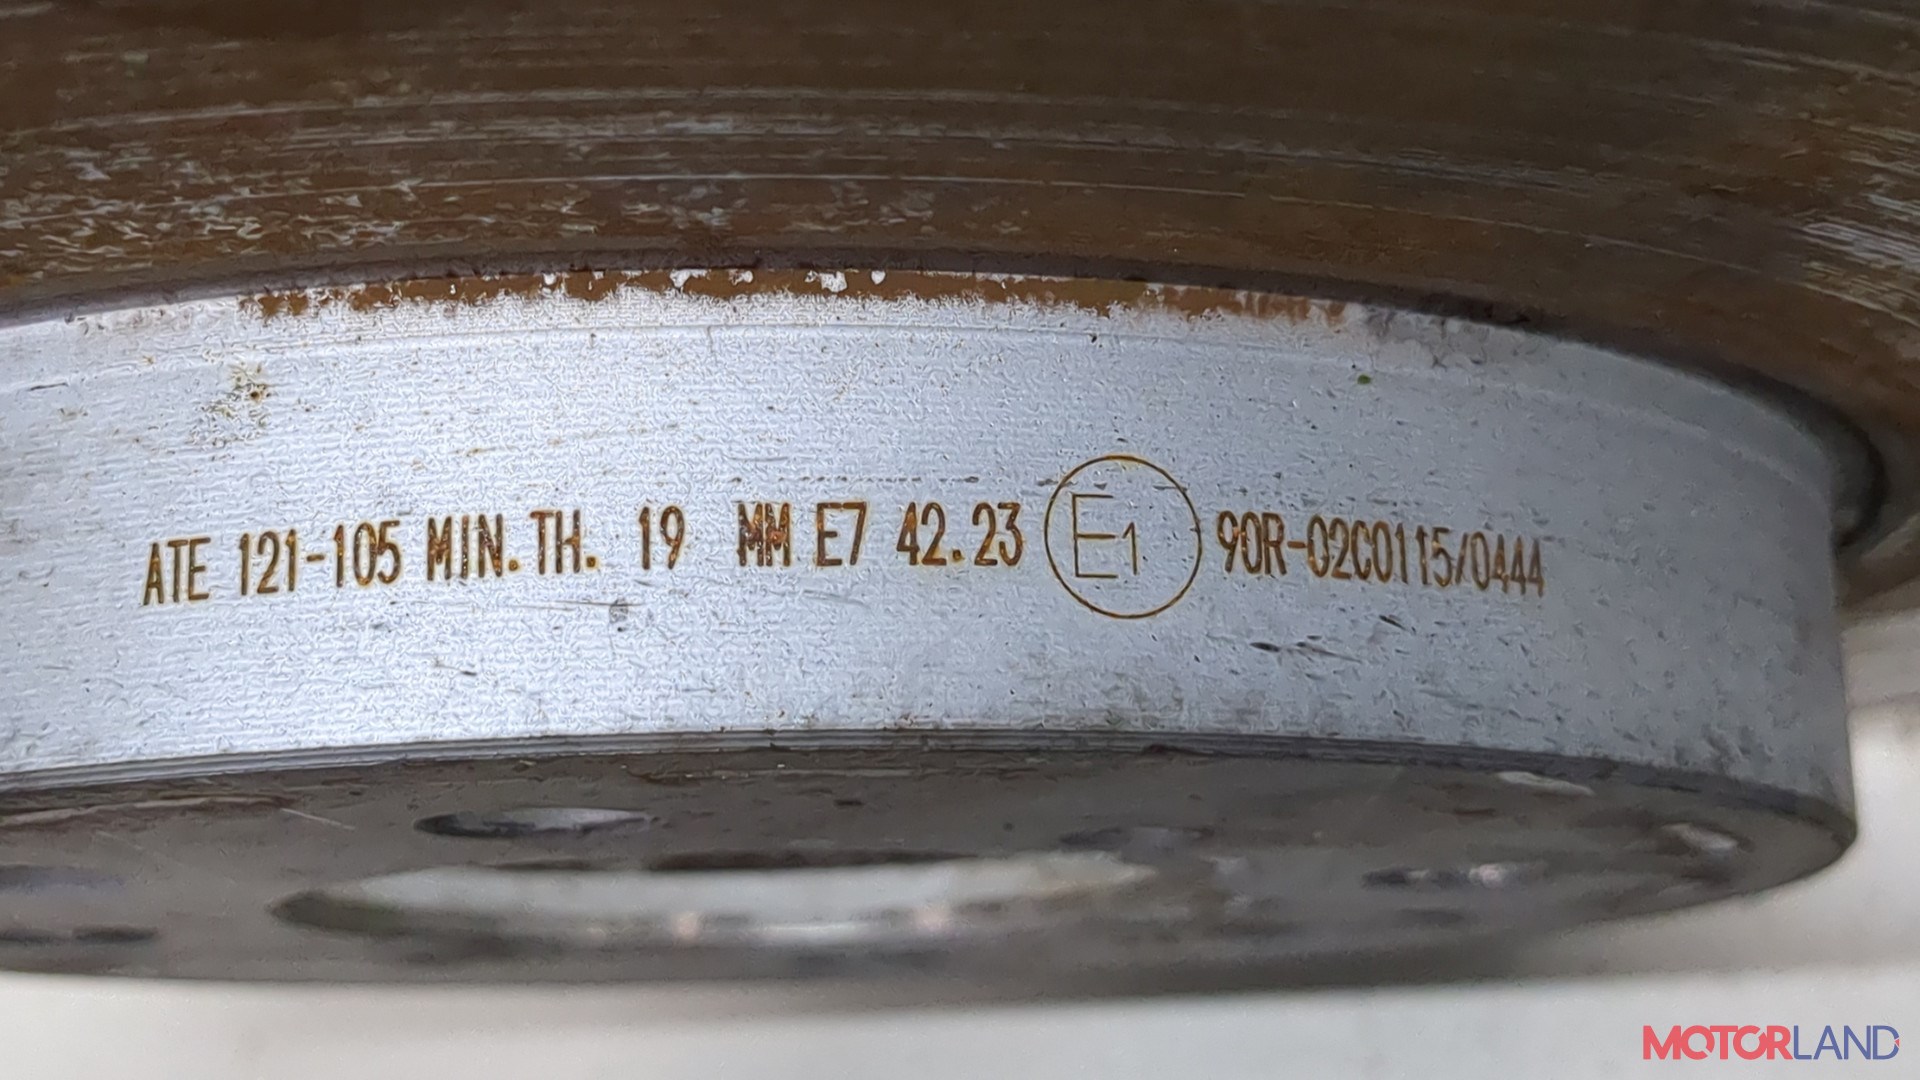 ATE 121-105 MIN.TH. 19 MM E7 42.23 E1 90R-02C0115/0444
MOTORLAND